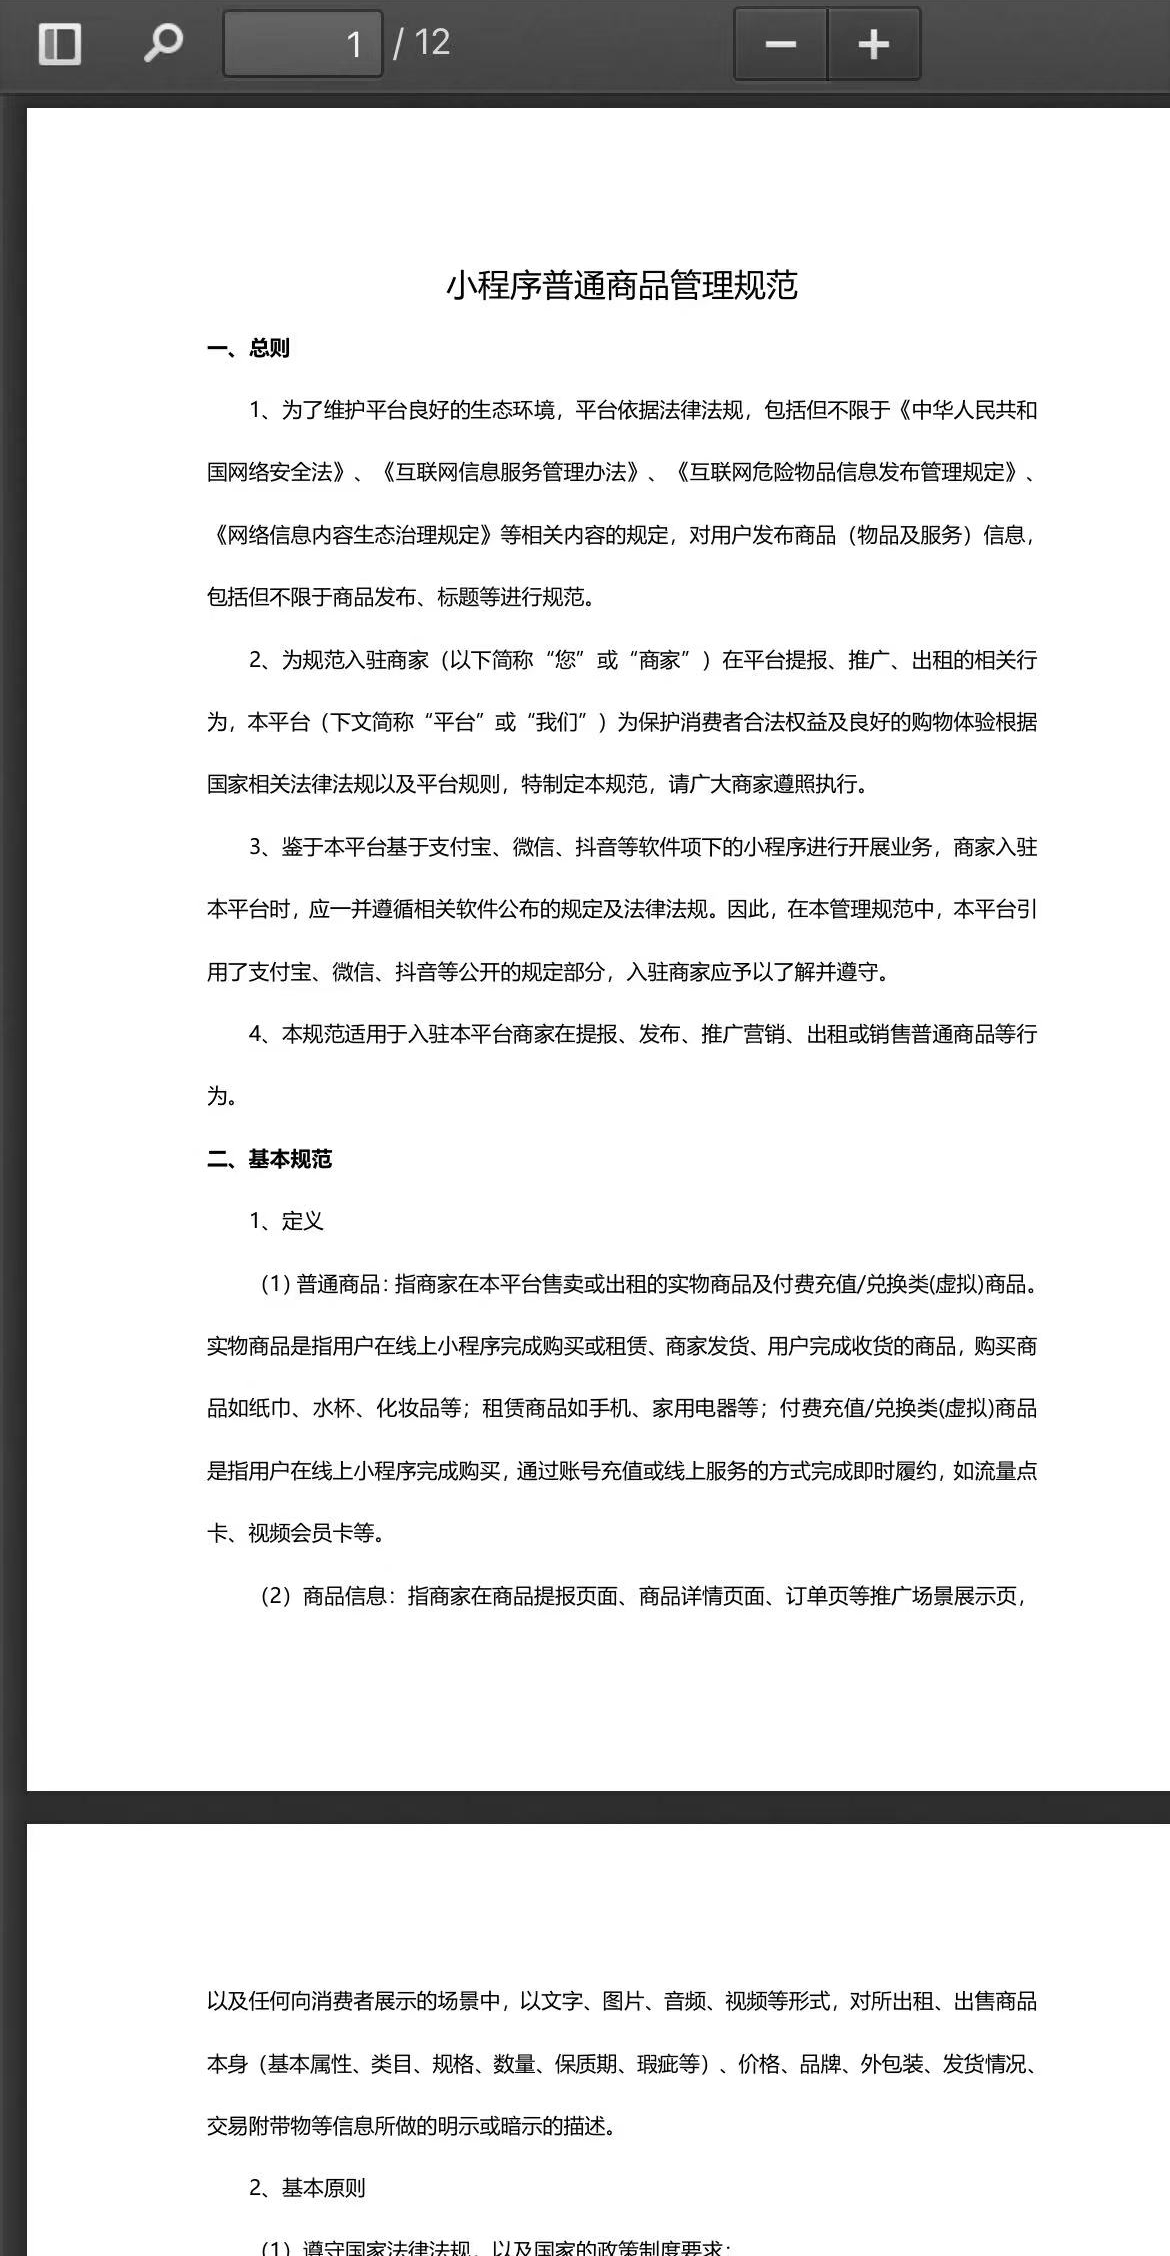 1 / 12
小程序普通商品管理规范
一、总则
1、为了维护平台良好的生态环境，平台依据法律法规，包括但不限于《中华人民共和
国网络安全法》、《互联网信息服务管理办法》、《互联网危险物品信息发布管理规定》、
《网络信息内容生态治理规定》等相关内容的规定，对用户发布商品（物品及服务）信息，
包括但不限于商品发布、标题等进行规范。
2、为规范入驻商家（以下简称“您”或“商家”）在平台提报、推广、出租的相关行
为，本平台（下文简称“平台”或“我们”）为保护消费者合法权益及良好的购物体验根据
国家相关法律法规以及平台规则，特制定本规范，请广大商家遵照执行。
3、鉴于本平台基于支付宝、微信、抖音等软件项下的小程序进行开展业务，商家入驻
本平台时，应一并遵循相关软件公布的规定及法律法规。因此，在本管理规范中，本平台引
用了支付宝、微信、抖音等公开的规定部分，入驻商家应予以了解并遵守。
4、本规范适用于入驻本平台商家在提报、发布、推广营销、出租或销售普通商品等行
为。
二、基本规范
1、定义
（1）普通商品：指商家在本平台售卖或出租的实物商品及付费充值/兑换类(虚拟)商品。
实物商品是指用户在线上小程序完成购买或租赁、商家发货、用户完成收货的商品，购买商
品如纸巾、水杯、化妆品等；租赁商品如手机、家用电器等；付费充值/兑换类(虚拟)商品
是指用户在线上小程序完成购买，通过账号充值或线上服务的方式完成即时履约，如流量点
卡、视频会员卡等。
（2）商品信息：指商家在商品提报页面、商品详情页面、订单页等推广场景展示页，
以及任何向消费者展示的场景中，以文字、图片、音频、视频等形式，对所出租、出售商品
本身（基本属性、类目、规格、数量、保质期、瑕疵等）、价格、品牌、外包装、发货情况、
交易附带物等信息所做的明示或暗示的描述。
2、基本原则
（1）遵守国家法律法规，以及国家的政策制度要求；